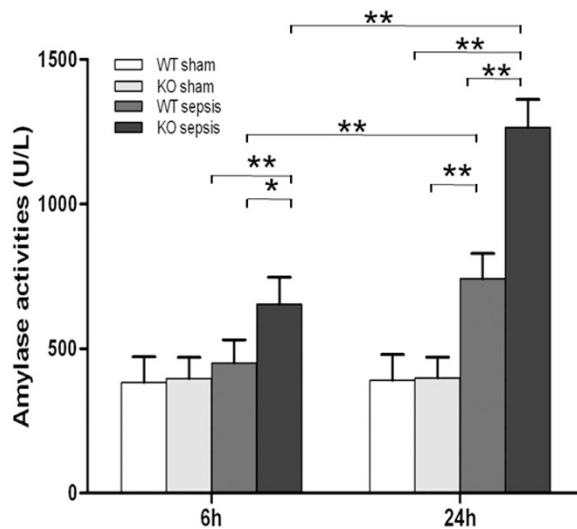 **
**
**
**
**
*
**
1500
1000
500
0
Amylase activities (U/L)
WT sham
KO sham
WT sepsis
KO sepsis
6h
24h